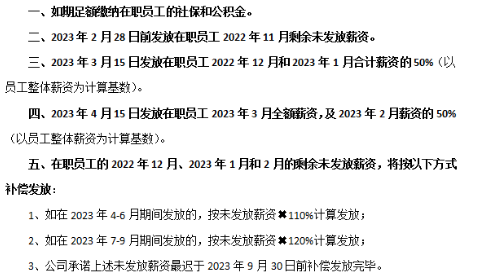 一、如期足额缴纳在职员工的社保和公积金。
二、2023 年 2 月 28 日前发放在职员工 2022 年 11 月剩余未发放薪资。
三、2023 年 3 月 15 日发放在职员工 2022 年 12 月和 2023 年 1 月合计薪资的 50%（以
员工整体薪资为计算基数）。
四、2023 年 4 月 15 日发放在职员工 2023 年 3 月全额薪资，及 2023 年 2 月薪资的 50%
（以员工整体薪资为计算基数）。
五、在职员工的 2022 年 12 月、2023 年 1 月和 2 月的剩余未发放薪资，将按以下方式
补偿发放：
1、如在 2023 年 4-6 月期间发放的，按未发放薪资✖110%计算发放；
2、如在 2023 年 7-9 月期间发放的，按未发放薪资✖120%计算发放；
3、公司承诺上述未发放薪资最迟于 2023 年 9 月 30 日前补偿发放完毕。